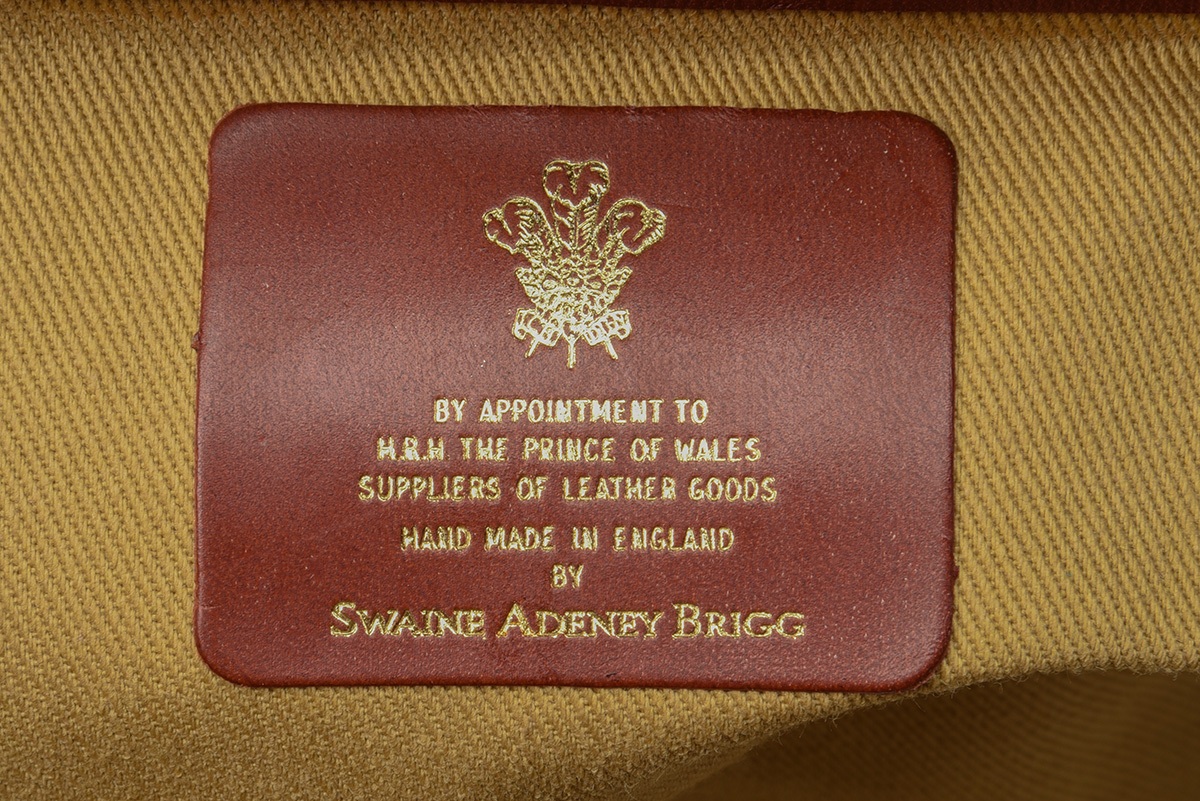 BY APPOINTMENT TO
H.R.H THE PRINCE OF WALES
SUPPLIERS OF LEATHER GOODS
HAND MADE IN ENGLAND
BY
SWAINE ADENEY BRIGG